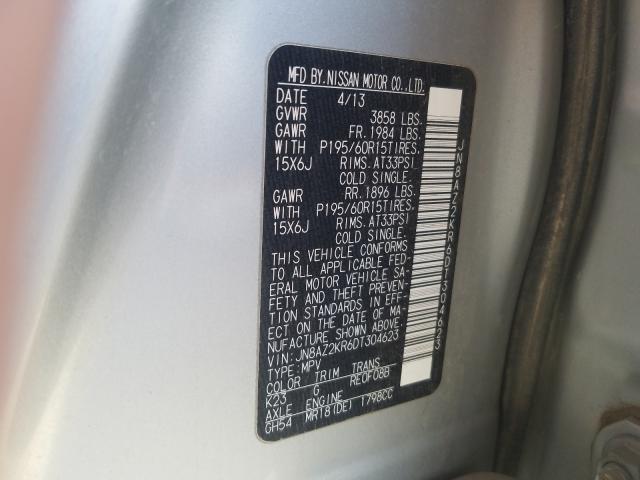 MFD BY.NISSAN MOTOR CO.,LTD.
DATE 4/13
GVWR 3858 LBS.
GAWR FR.1984 LBS.
WITH P195/60R15TIRES.
15X6J RIMS.AT33PSI
COLD SINGLE.
GAWR RR.1896 LBS.
WITH P195/60R15TIRES.
15X6J RIMS.AT33PSI
COLD SINGLE.
THIS VEHICLE CONFORMS
TO ALL APPLICABLE FED-
ERAL MOTOR VEHICLE SA-
FETY AND THEFT PREVEN-
TION STANDARDS IN EFF-
ECT ON THE DATE OF MA-
NUFACTURE SHOWN ABOVE.
VIN:JN8AZ2KR6DT304623
TYPE:MPV
COLOR TRIM TRANS
K23 G RE0F08B
AXLE ENGINE
GH54 MR18(DE) 1798CC
JN8AZ2KR6DT304623